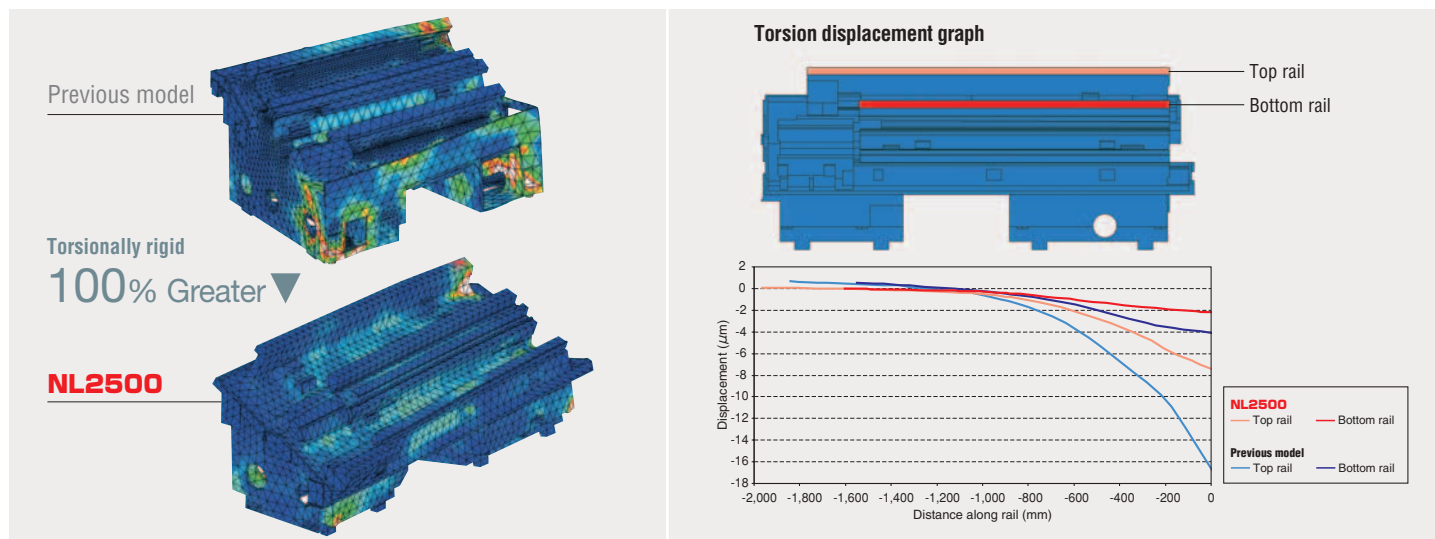 Previous model
Torsionally rigid
100% Greater▼
NL2500
Torsion displacement graph
Top rail
Bottom rail
Displacement (μm)
2
0
-2
-4
-6
-8
-10
-12
-14
-16
-18
-2,000 -1,800 -1,600 -1,400 -1,200 -1,000 -800 -600 -400 -200 0
Distance along rail (mm)
NL2500
Top rail Bottom rail
Previous model
Top rail Bottom rail